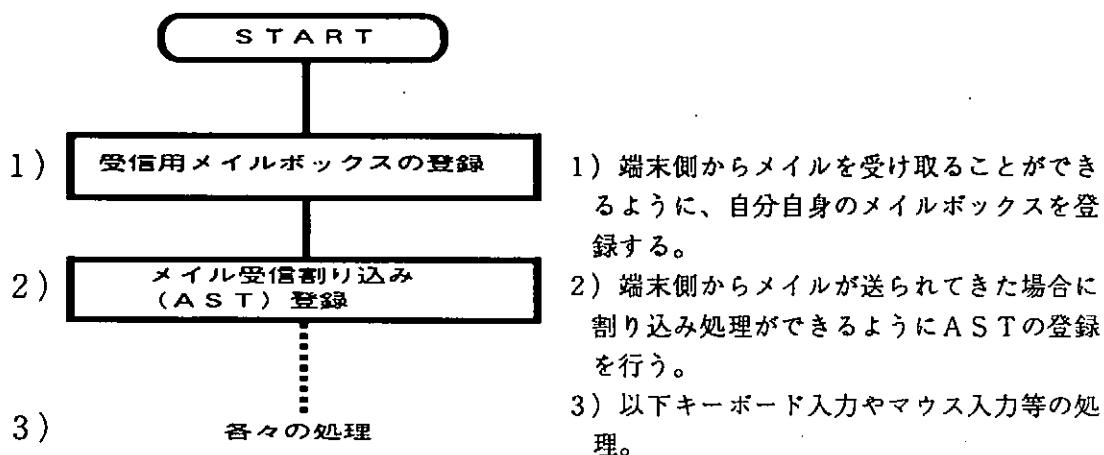 ＳＴＡＲＴ
1) 受信用メイルボックスの登録
2) メイル受信割り込み
（ＡＳＴ）登録
3) 各々の処理
1) 端末側からメイルを受け取ることができ
るように、自分自身のメイルボックスを登
録する。
2) 端末側からメイルが送られてきた場合に
割り込み処理ができるようにＡＳＴの登録
を行う。
3) 以下キーボード入力やマウス入力等の処
理。